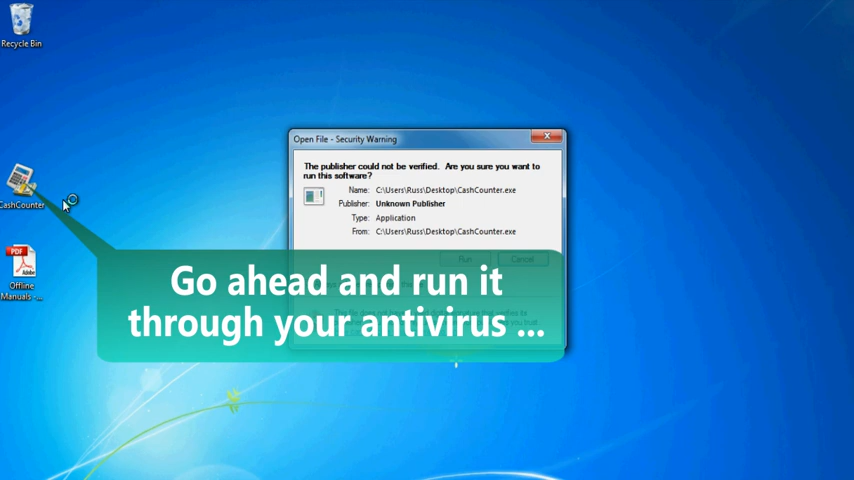 Recycle Bin
Open File - Security Warning
The publisher could not be verified. Are you sure you want to
run this software?
Name: C:\Users\Russ\Desktop\CashCounter.exe
Publisher: Unknown Publisher
Type: Application
From: C:\Users\Russ\Desktop\CashCounter.exe
Run Cancel
CashCounter
PDF
Adobe
Offline
Manuals -...
Go ahead and run it
through your antivirus ...